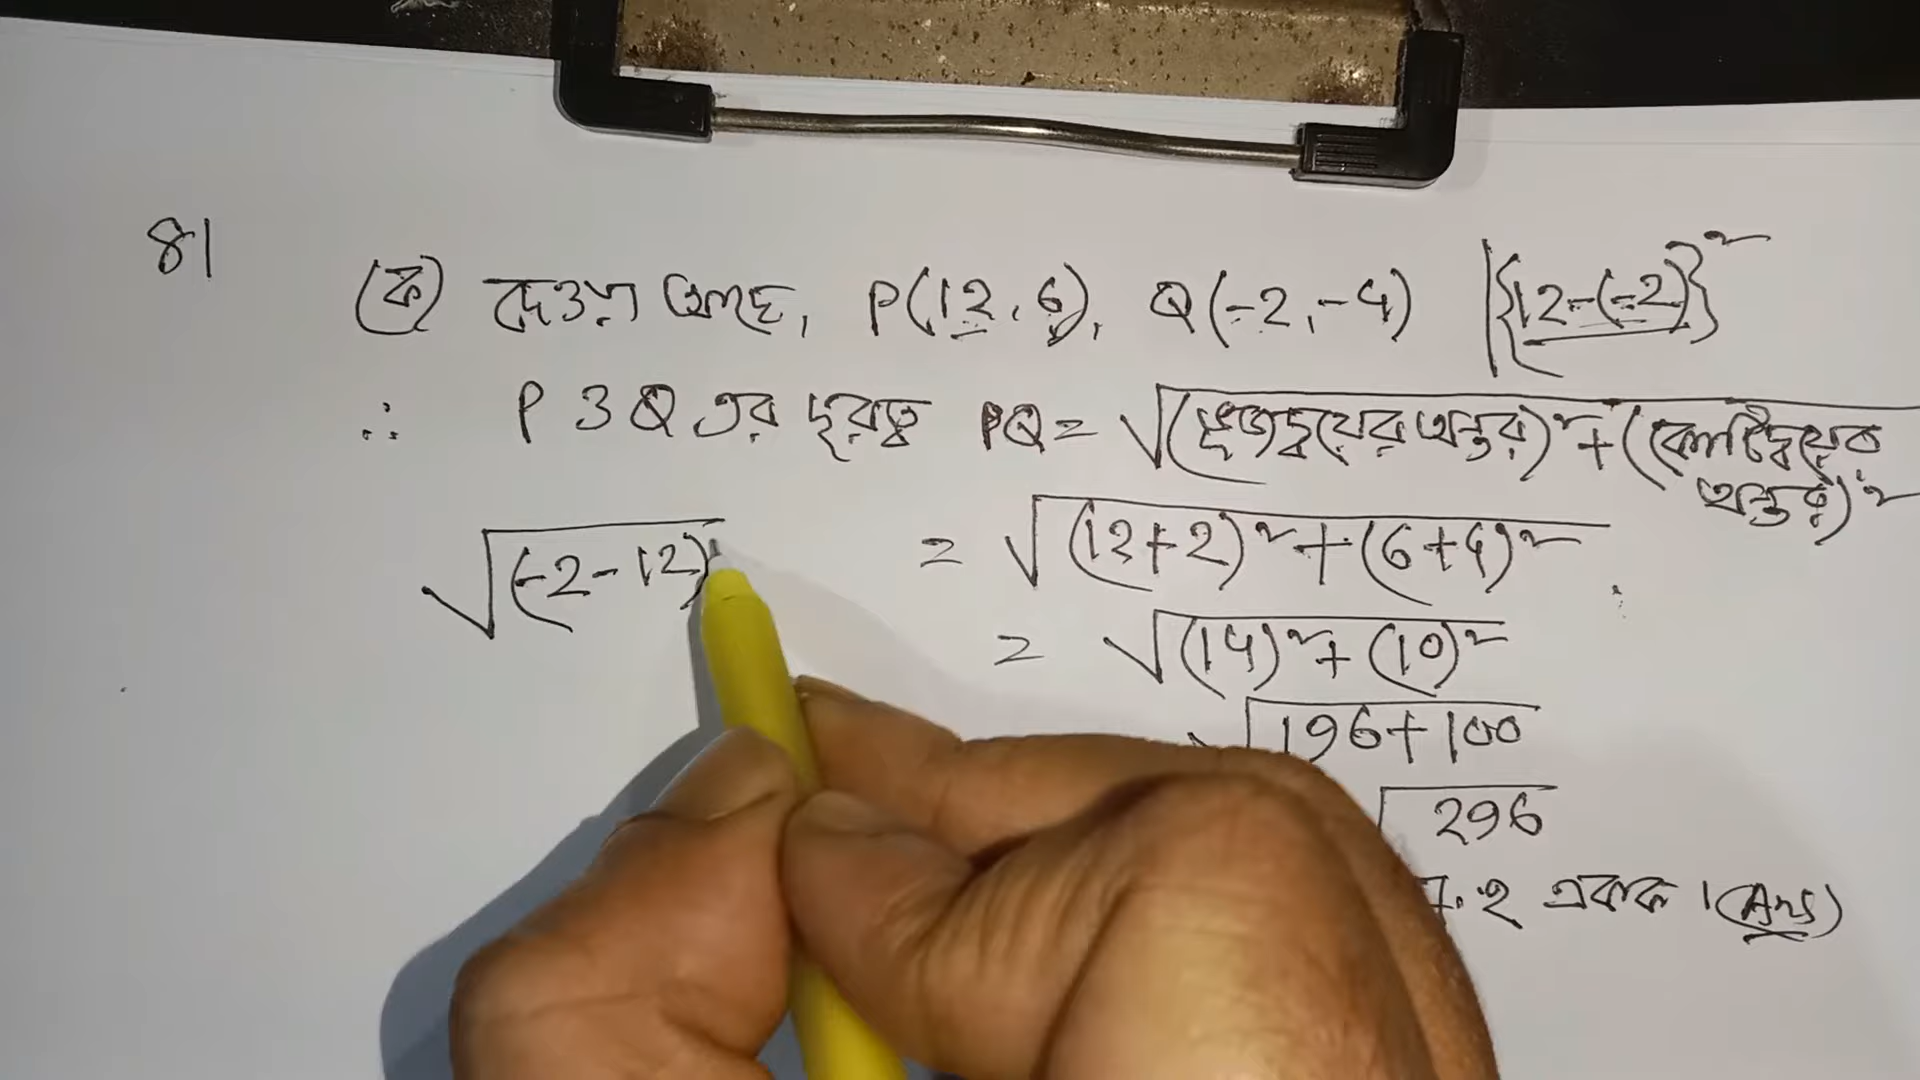 ৪।
(ক) দেওয়া আছে, P(12, 6), Q(-2, -4) |{12-(-2)}²
∴ P ও Q এর দূরত্ব PQ = √(ভুজদ্বয়ের অন্তর)² + (কোটিদ্বয়ের অন্তর)²
= √(12+2)² + (6+4)²
√(-2-12)
= √(14)² + (10)²
√196+100
√296
.২ একক। (Ans)